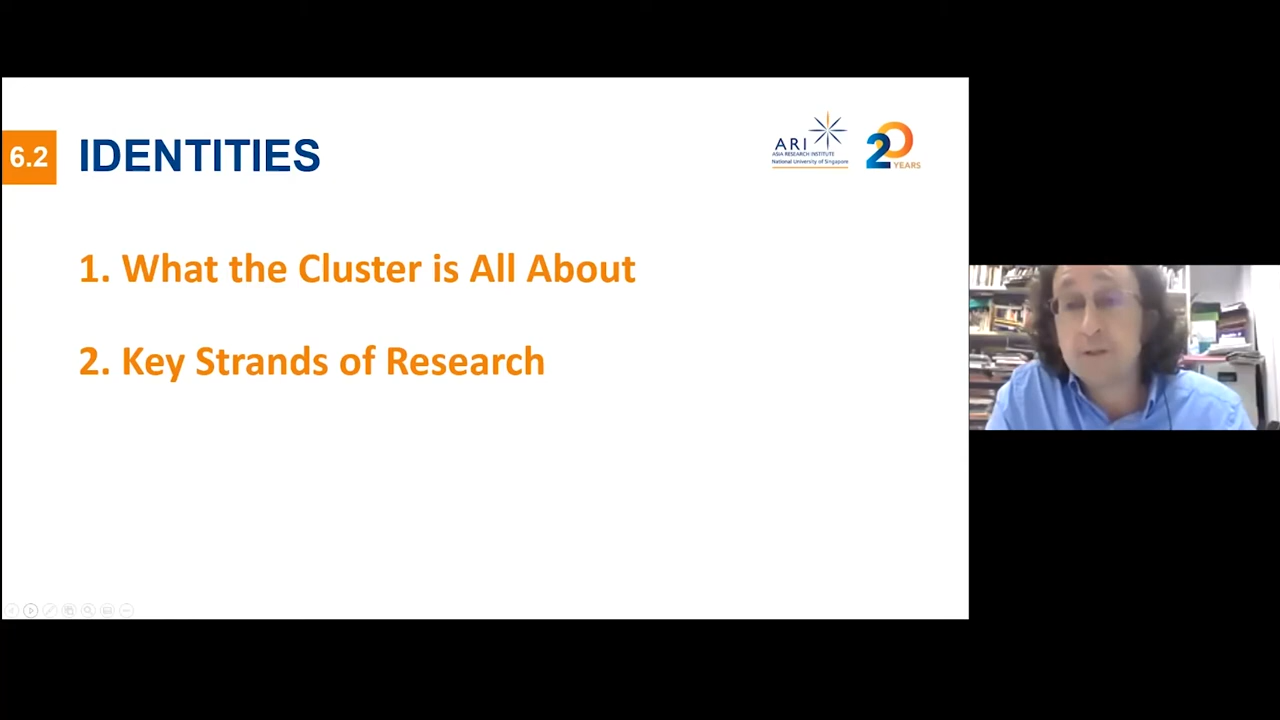 6.2
IDENTITIES
ARI
ASIA RESEARCH INSTITUTE
National University of Singapore
20
YEARS
1. What the Cluster is All About
2. Key Strands of Research